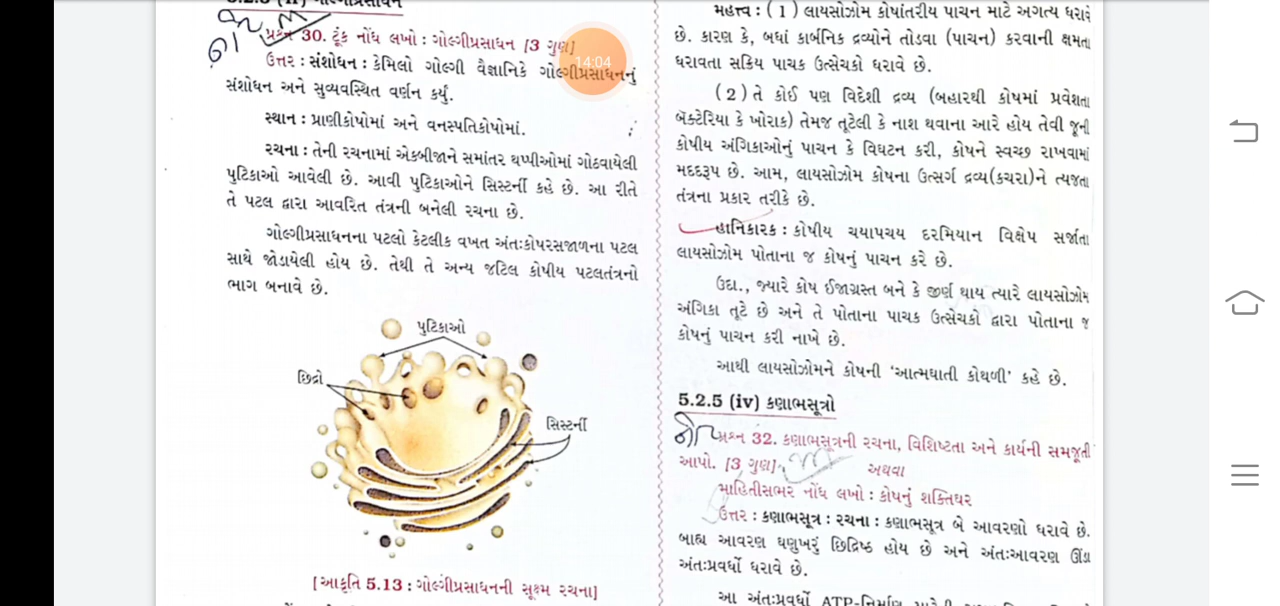 5.2.5 (ii) ગોલ્ગીપ્રસાધન
પ્રશ્ન 30. ટૂંક નોંધ લખો : ગોલ્ગીપ્રસાધન [3 ગુણ]
14:04
ઉત્તર : સંશોધન : કેમિલો ગોલ્ગી વૈજ્ઞાનિકે ગોલ્ગીપ્રસાધનનું
સંશોધન અને સુવ્યવસ્થિત વર્ણન કર્યું.
સ્થાન : પ્રાણીકોષોમાં અને વનસ્પતિકોષોમાં.
રચના : તેની રચનામાં એકબીજાને સમાંતર થપ્પીઓમાં ગોઠવાયેલી
પુટિકાઓ આવેલી છે. આવી પુટિકાઓને સિસ્ટર્ની કહે છે. આ રીતે
તે પટલ દ્વારા આવરિત તંત્રની બનેલી રચના છે.
ગોલ્ગીપ્રસાધનના પટલો કેટલીક વખત અંતઃકોષરસજાળના પટલ
સાથે જોડાયેલી હોય છે. તેથી તે અન્ય જટિલ કોષીય પટલતંત્રનો
ભાગ બનાવે છે.
પુટિકાઓ
છિદ્રો
સિસ્ટર્ની
[આકૃતિ 5.13 : ગોલ્ગીપ્રસાધનની સૂક્ષ્મ રચના]
મહત્ત્વ : (1) લાયસોઝોમ કોષાંતરીય પાચન માટે અગત્ય ધરાવે
છે. કારણ કે, બધાં કાર્બનિક દ્રવ્યોને તોડવા (પાચન) કરવાની ક્ષમતા
ધરાવતા સક્રિય પાચક ઉત્સેચકો ધરાવે છે.
(2) તે કોઈ પણ વિદેશી દ્રવ્ય (બહારથી કોષમાં પ્રવેશતા
બૅક્ટેરિયા કે ખોરાક) તેમજ તૂટેલી કે નાશ થવાના આરે હોય તેવી જૂની
કોષીય અંગિકાઓનું પાચન કે વિઘટન કરી, કોષને સ્વચ્છ રાખવામાં
મદદરૂપ છે. આમ, લાયસોઝોમ કોષના ઉત્સર્ગ દ્રવ્ય(કચરા)ને ત્યજતા
તંત્રના પ્રકાર તરીકે છે.
હાનિકારક : કોષીય ચયાપચય દરમિયાન વિક્ષેપ સર્જાતા
લાયસોઝોમ પોતાના જ કોષનું પાચન કરે છે.
ઉદા., જ્યારે કોષ ઈજાગ્રસ્ત બને કે જીર્ણ થાય ત્યારે લાયસોઝોમ
અંગિકા તૂટે છે અને તે પોતાના પાચક ઉત્સેચકો દ્વારા પોતાના જ
કોષનું પાચન કરી નાખે છે.
આથી લાયસોઝોમને કોષની ‘આત્મઘાતી કોથળી’ કહે છે.
5.2.5 (iv) કણાભસૂત્રો
પ્રશ્ન 32. કણાભસૂત્રની રચના, વિશિષ્ટતા અને કાર્યની સમજૂતી
આપો. [3 ગુણ] અથવા
માહિતીસભર નોંધ લખો : કોષનું શક્તિઘર
ઉત્તર : કણાભસૂત્ર : રચના : કણાભસૂત્ર બે આવરણો ધરાવે છે.
બાહ્ય આવરણ ઘણુખરું છિદ્રિષ્ઠ હોય છે અને અંતઃઆવરણ ઊંડા
અંતઃપ્રવર્ધો ધરાવે છે.
આ અંતઃપ્રવર્ધો ATP-નિર્માણ